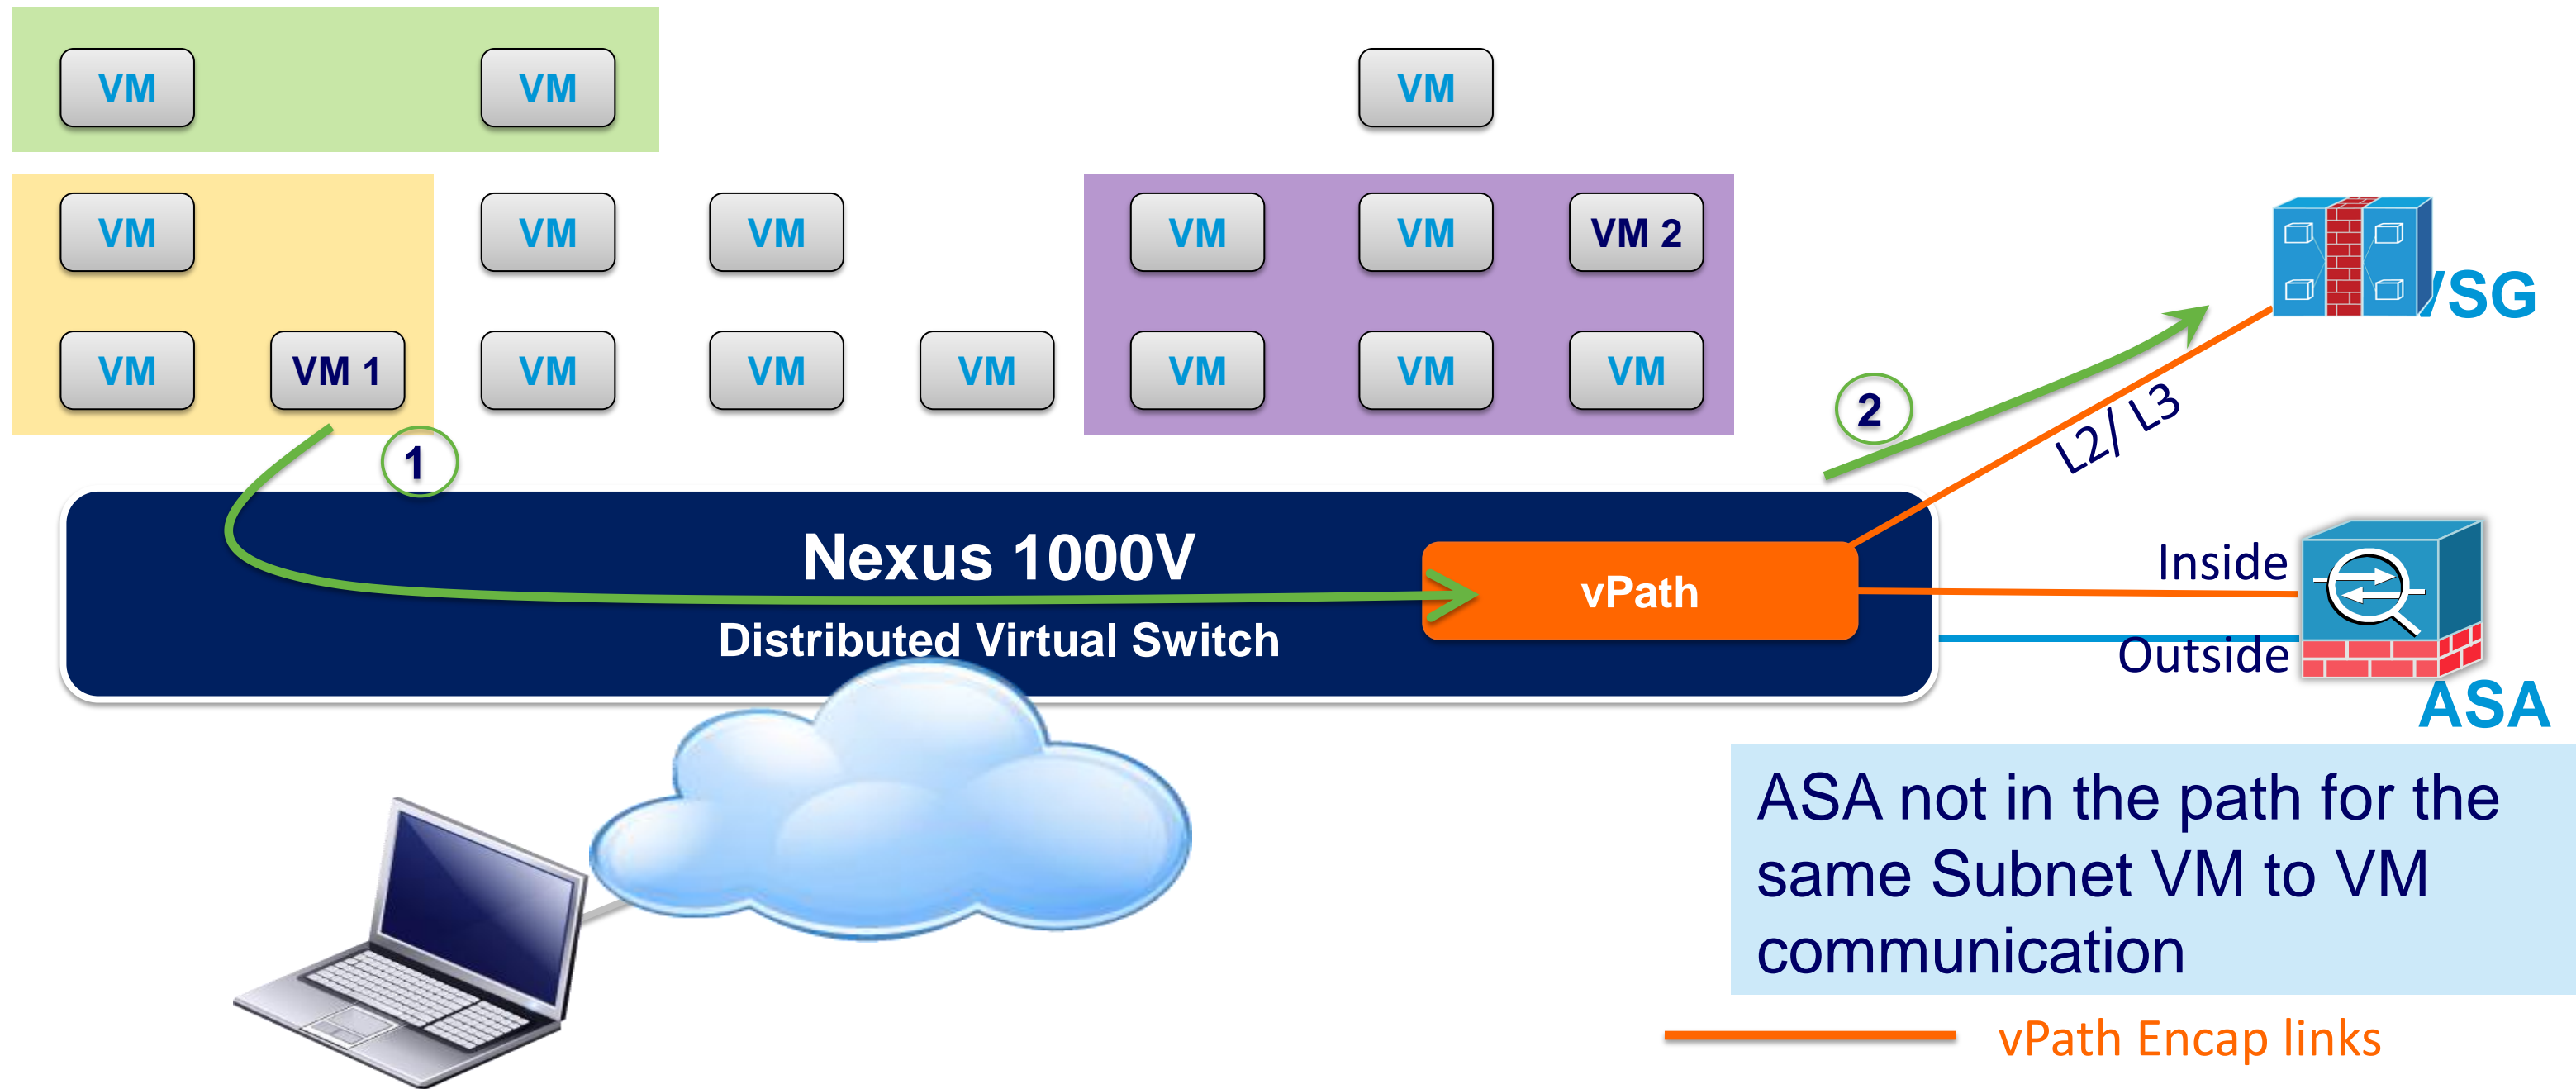 VM
VM
VM
VM
VM
VM
VM
VM
VM 2
VM
VM 1
VM
VM
VM
VM
VM
VM
1
2
VSG
L2/ L3
Nexus 1000V
Distributed Virtual Switch
vPath
Inside
Outside
ASA
ASA not in the path for the
same Subnet VM to VM
communication
vPath Encap links